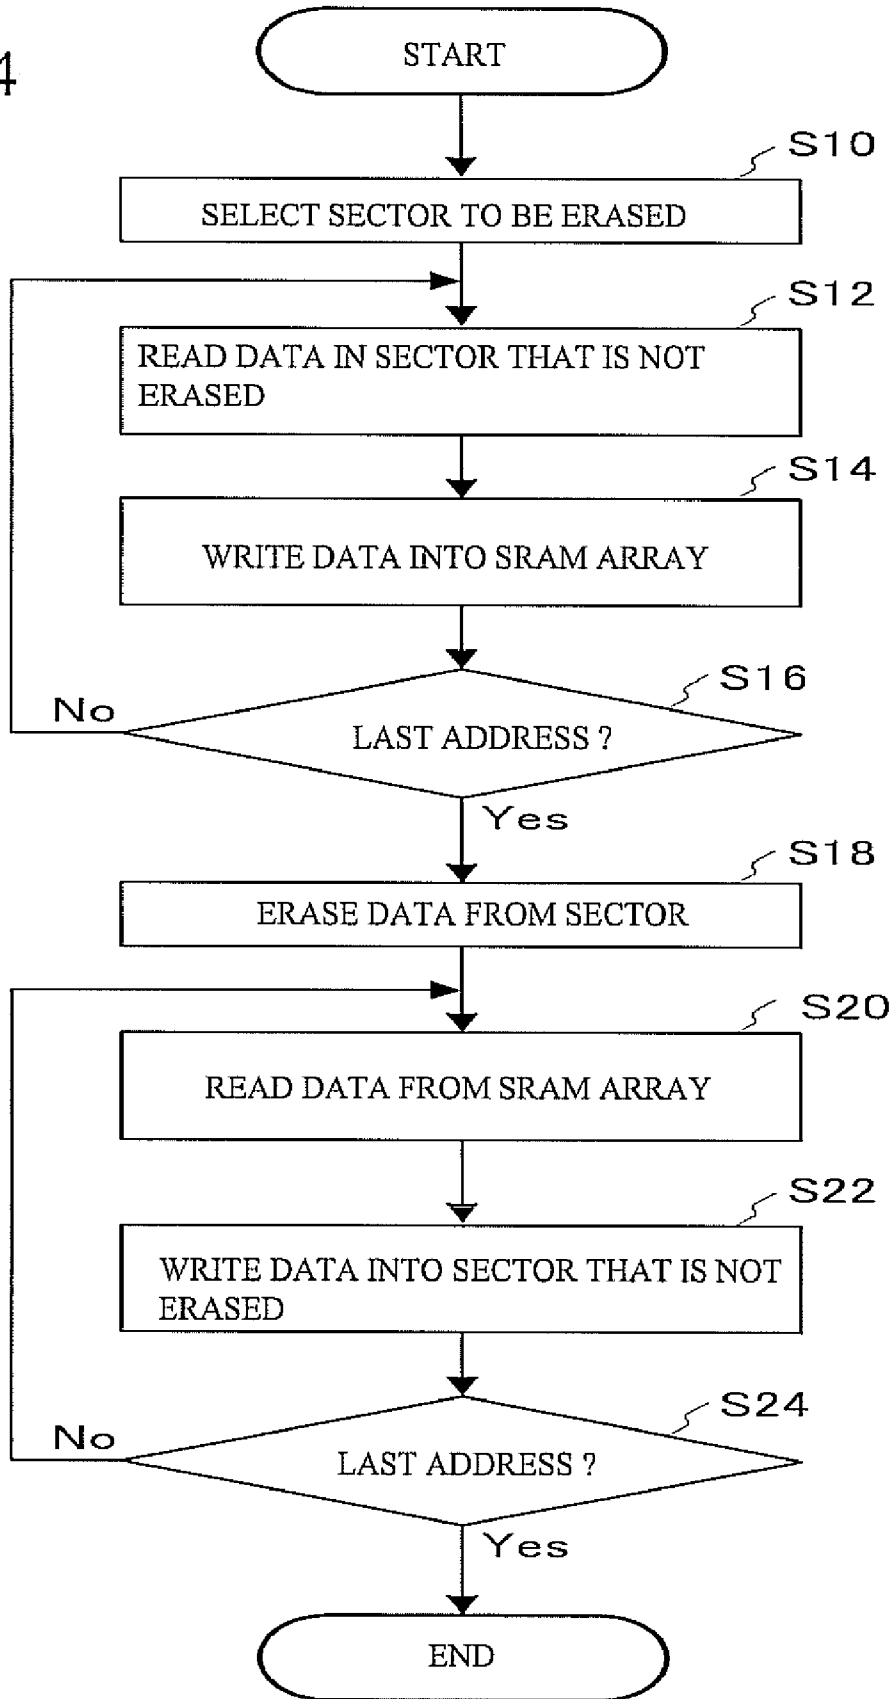 4
START
S10
SELECT SECTOR TO BE ERASED
S12
READ DATA IN SECTOR THAT IS NOT
ERASED
S14
WRITE DATA INTO SRAM ARRAY
S16
No
LAST ADDRESS ?
Yes
S18
ERASE DATA FROM SECTOR
S20
READ DATA FROM SRAM ARRAY
S22
WRITE DATA INTO SECTOR THAT IS NOT
ERASED
S24
No
LAST ADDRESS ?
Yes
END